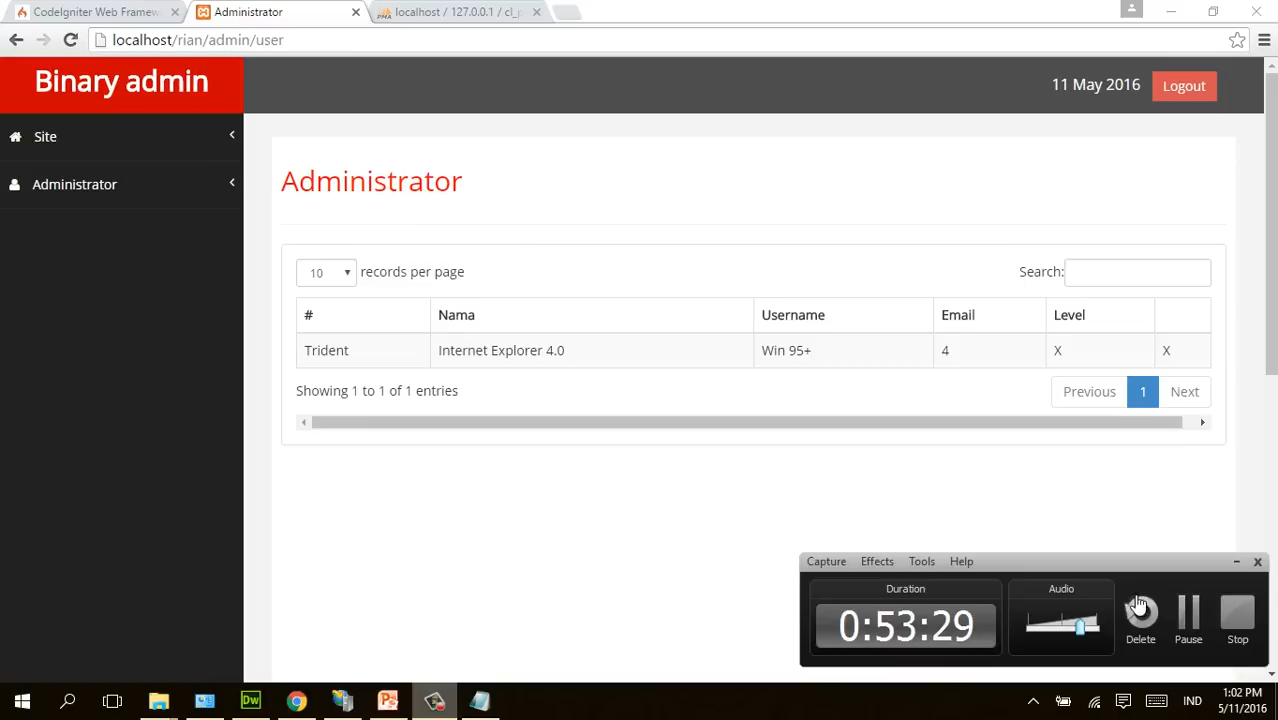 CodeIgniter Web Framew
Administrator
localhost / 127.0.0.1 / cl_p
localhost/rian/admin/user
Binary admin
11 May 2016
Logout
Site
Administrator
Administrator
10
records per page
Search:
# Nama Username Email Level
Trident Internet Explorer 4.0 Win 95+ 4 X X
Showing 1 to 1 of 1 entries
Previous 1 Next
Capture Effects Tools Help
Duration
Audio
0:53:29
Delete Pause Stop
Dw
IND
1:02 PM
5/11/2016